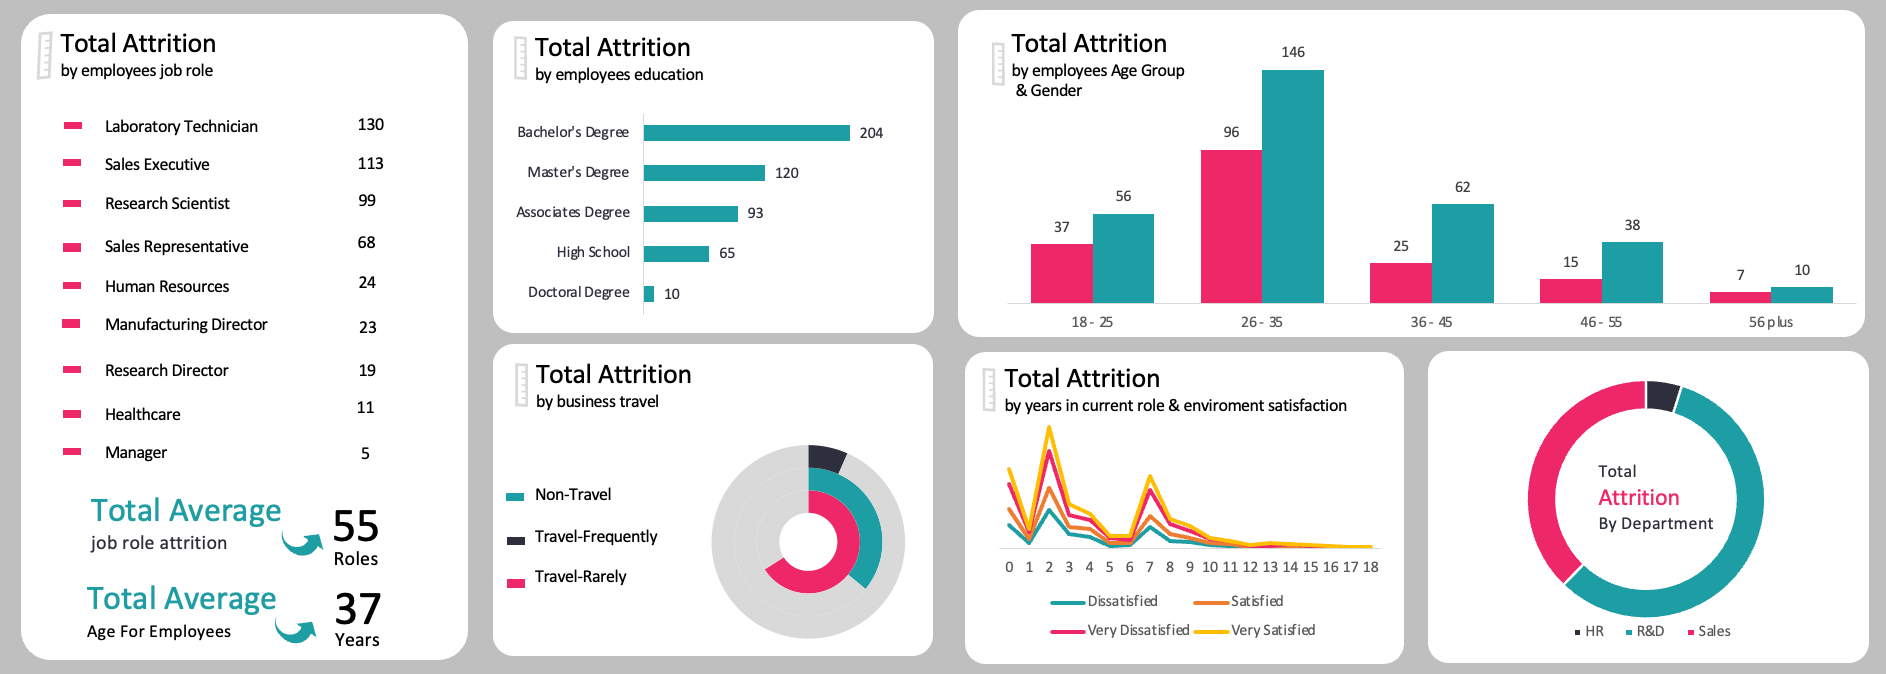 Total Attrition
by employees job role
Laboratory Technician 130
Sales Executive 113
Research Scientist 99
Sales Representative 68
Human Resources 24
Manufacturing Director 23
Research Director 19
Healthcare 11
Manager 5
Total Average
job role attrition
55
Roles
Total Average
Age For Employees
37
Years
Total Attrition
by employees education
Bachelor's Degree 204
Master's Degree 120
Associates Degree 93
High School 65
Doctoral Degree 10
Total Attrition
by employees Age Group
& Gender
37 56 96 146 25 62 15 38 7 10
18 - 25 26 - 35 36 - 45 46 - 55 56 plus
Total Attrition
by business travel
Non-Travel
Travel-Frequently
Travel-Rarely
Total Attrition
by years in current role & enviroment satisfaction
0 1 2 3 4 5 6 7 8 9 10 11 12 13 14 15 16 17 18
Dissatisfied Satisfied
Very Dissatisfied Very Satisfied
Total
Attrition
By Department
HR R&D Sales